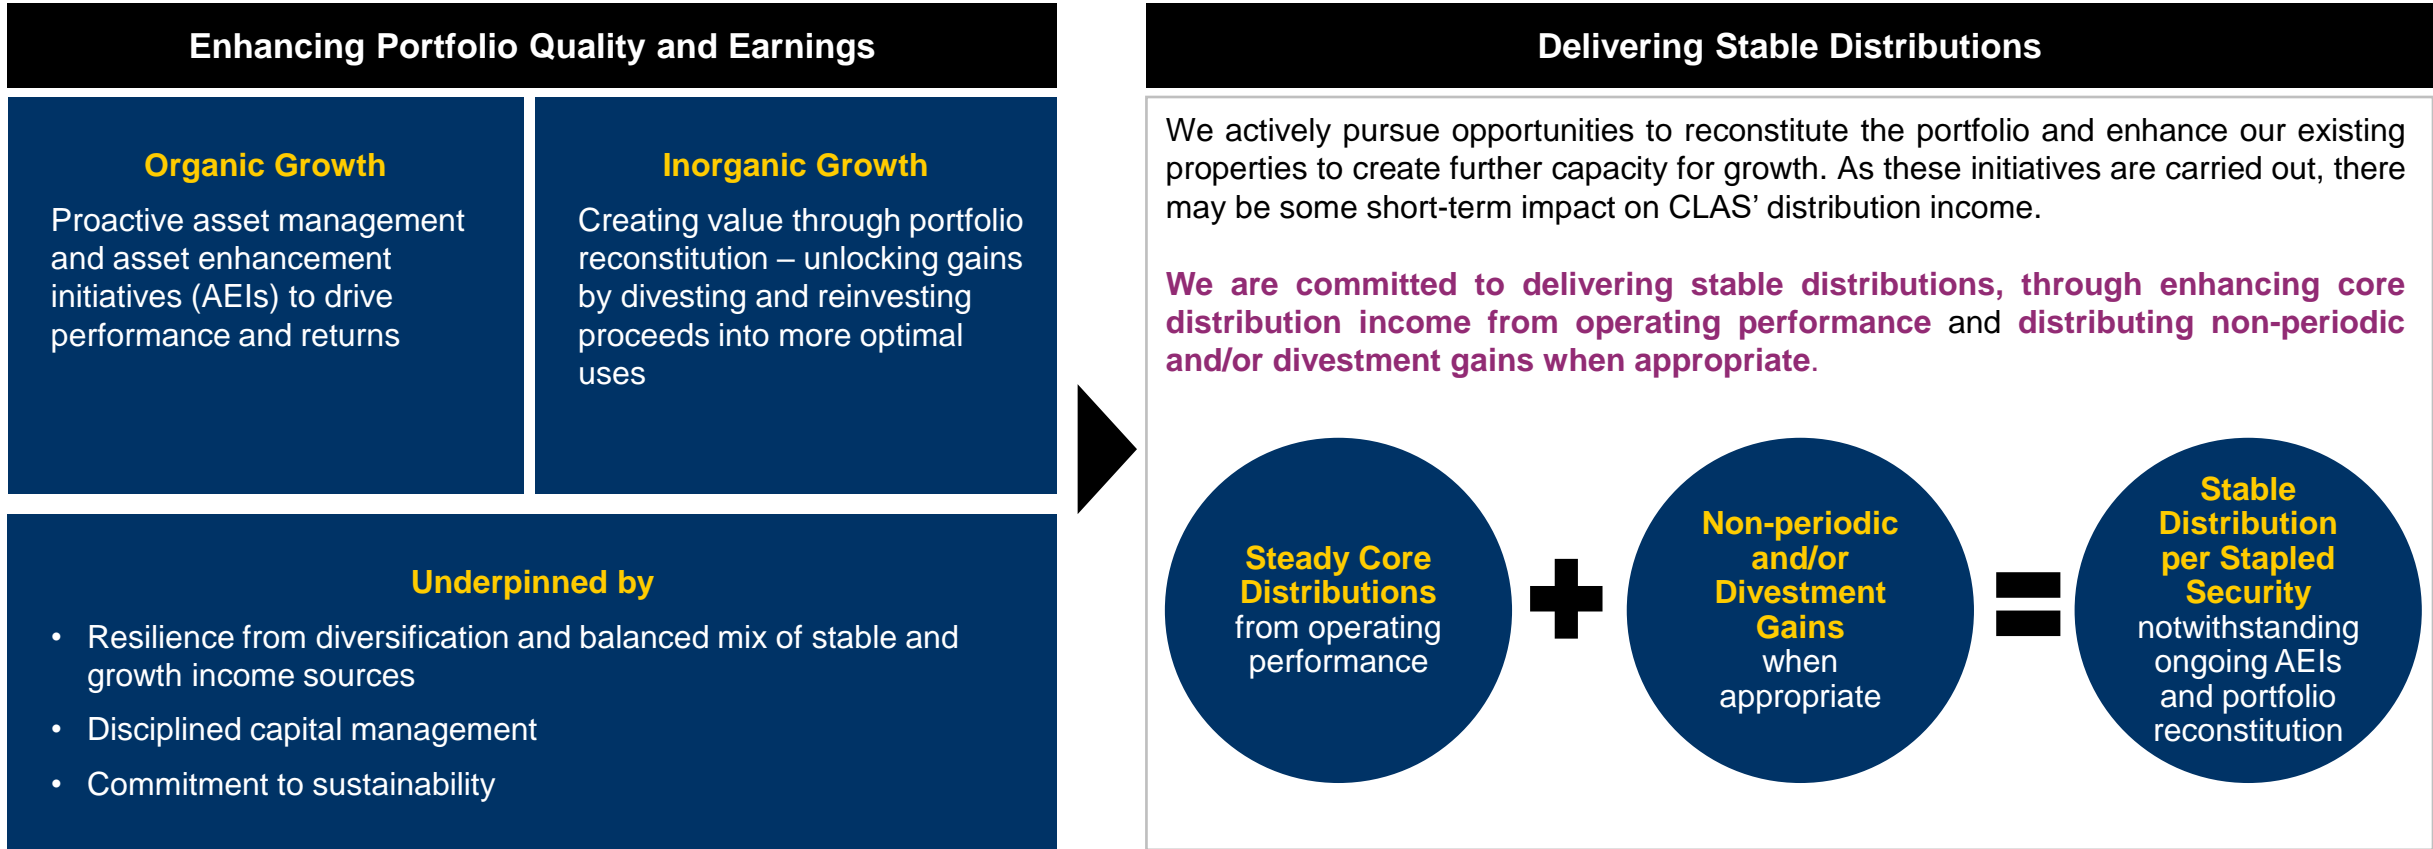 Enhancing Portfolio Quality and Earnings
Organic Growth
Proactive asset management
and asset enhancement
initiatives (AEIs) to drive
performance and returns
Inorganic Growth
Creating value through portfolio
reconstitution – unlocking gains
by divesting and reinvesting
proceeds into more optimal
uses
Underpinned by
• Resilience from diversification and balanced mix of stable and
growth income sources
• Disciplined capital management
• Commitment to sustainability
Delivering Stable Distributions
We actively pursue opportunities to reconstitute the portfolio and enhance our existing
properties to create further capacity for growth. As these initiatives are carried out, there
may be some short-term impact on CLAS’ distribution income.
We are committed to delivering stable distributions, through enhancing core
distribution income from operating performance and distributing non-periodic
and/or divestment gains when appropriate.
Steady Core
Distributions
from operating
performance
Non-periodic
and/or
Divestment
Gains
when
appropriate
Stable
Distribution
per Stapled
Security
notwithstanding
ongoing AEIs
and portfolio
reconstitution